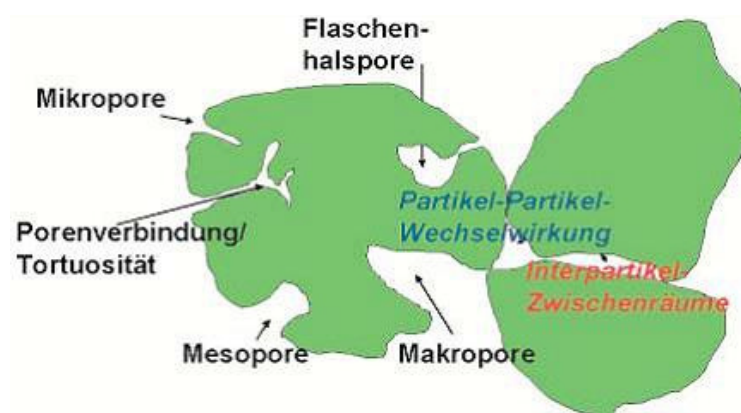 Flaschen-
halspore
Mikropore
Partikel-Partikel-
Wechselwirkung
Porenverbindung/
Tortuosität
Interpartikel-
Zwischenräume
Mesopore
Makropore